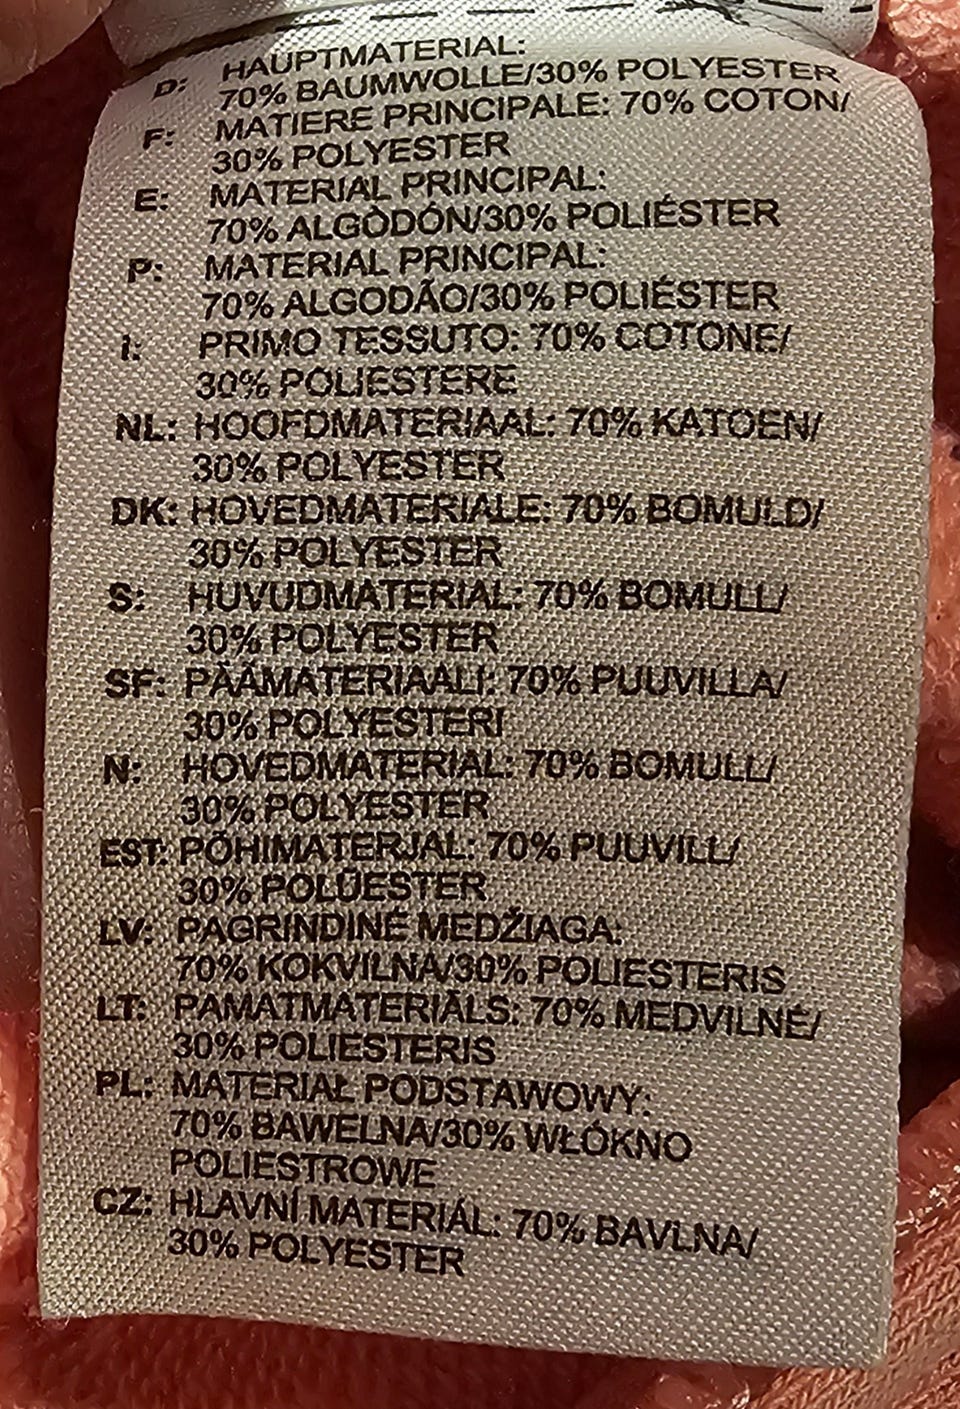 D: HAUPTMATERIAL:
70% BAUMWOLLE/30% POLYESTER
F: MATIERE PRINCIPALE: 70% COTON/
30% POLYESTER
E: MATERIAL PRINCIPAL:
70% ALGÒDÓN/30% POLIÉSTER
P: MATERIAL PRINCIPAL:
70% ALGODÃO/30% POLIÉSTER
I: PRIMO TESSUTO: 70% COTONE/
30% POLIESTERE
NL: HOOFDMATERIAAL: 70% KATOEN/
30% POLYESTER
DK: HOVEDMATERIALE: 70% BOMULD/
30% POLYESTER
S: HUVUDMATERIAL: 70% BOMULL/
30% POLYESTER
SF: PÄÄMATERIAALI: 70% PUUVILLA/
30% POLYESTERI
N: HOVEDMATERIAL: 70% BOMULL/
30% POLYESTER
EST: PÕHIMATERJAL: 70% PUUVILL/
30% POLÜESTER
LV: PAGRINDINĖ MEDŽIAGA:
70% KOKVILNA/30% POLIESTERIS
LT: PAMATMATERIĀLS: 70% MEDVILNĖ/
30% POLIESTERIS
PL: MATERIAŁ PODSTAWOWY:
70% BAWEŁNA/30% WŁÓKNO
POLIESTROWE
CZ: HLAVNÍ MATERIÁL: 70% BAVLNA/
30% POLYESTER